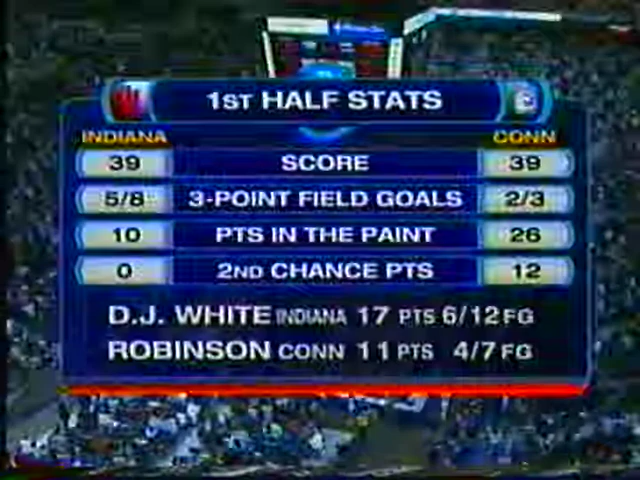 1ST HALF STATS
INDIANA CONN
39 SCORE 39
5/8 3-POINT FIELD GOALS 2/3
10 PTS IN THE PAINT 26
0 2ND CHANCE PTS 12
D.J. WHITE INDIANA 17 PTS 6/12 FG
ROBINSON CONN 11 PTS 4/7 FG